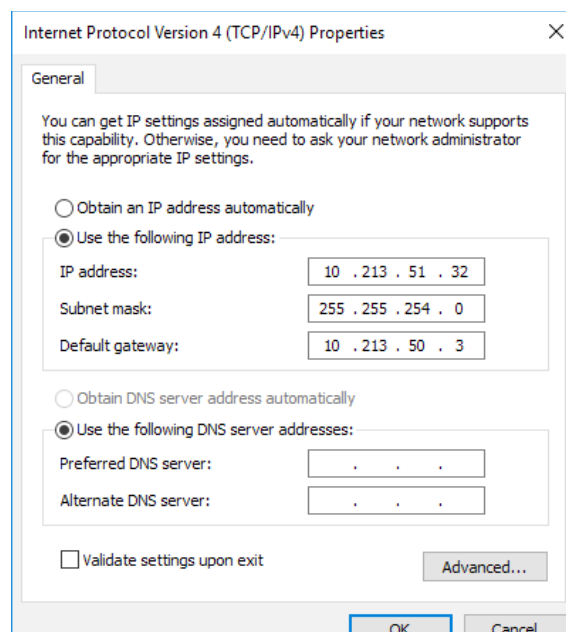 Internet Protocol Version 4 (TCP/IPv4) Properties
General
You can get IP settings assigned automatically if your network supports
this capability. Otherwise, you need to ask your network administrator
for the appropriate IP settings.
Obtain an IP address automatically
Use the following IP address:
IP address: 10 . 213 . 51 . 32
Subnet mask: 255 . 255 . 254 . 0
Default gateway: 10 . 213 . 50 . 3
Obtain DNS server address automatically
Use the following DNS server addresses:
Preferred DNS server: . . .
Alternate DNS server: . . .
Validate settings upon exit
Advanced...
OK Cancel